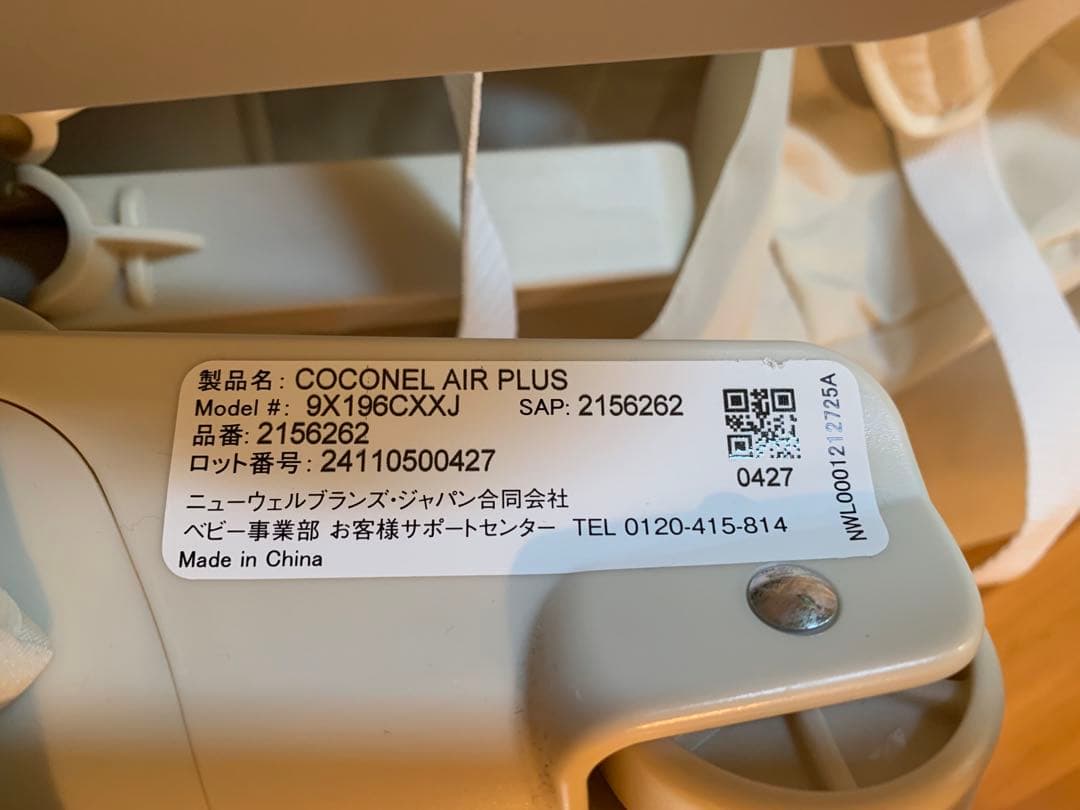 製品名: COCONEL AIR PLUS
Model #: 9X196CXXJ SAP: 2156262
品番: 2156262
ロット番号: 24110500427
ニューウェルブランズ・ジャパン合同会社
ベビー事業部 お客様サポートセンター TEL 0120-415-814
Made in China
0427
NWL0001212725A